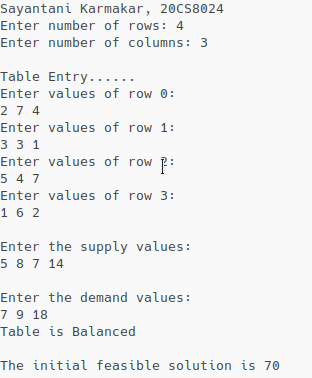 Sayantani Karmakar, 20CS8024
Enter number of rows: 4
Enter number of columns: 3
Table Entry......
Enter values of row 0:
2 7 4
Enter values of row 1:
3 3 1
Enter values of row 2:
5 4 7
Enter values of row 3:
1 6 2
Enter the supply values:
5 8 7 14
Enter the demand values:
7 9 18
Table is Balanced
The initial feasible solution is 70